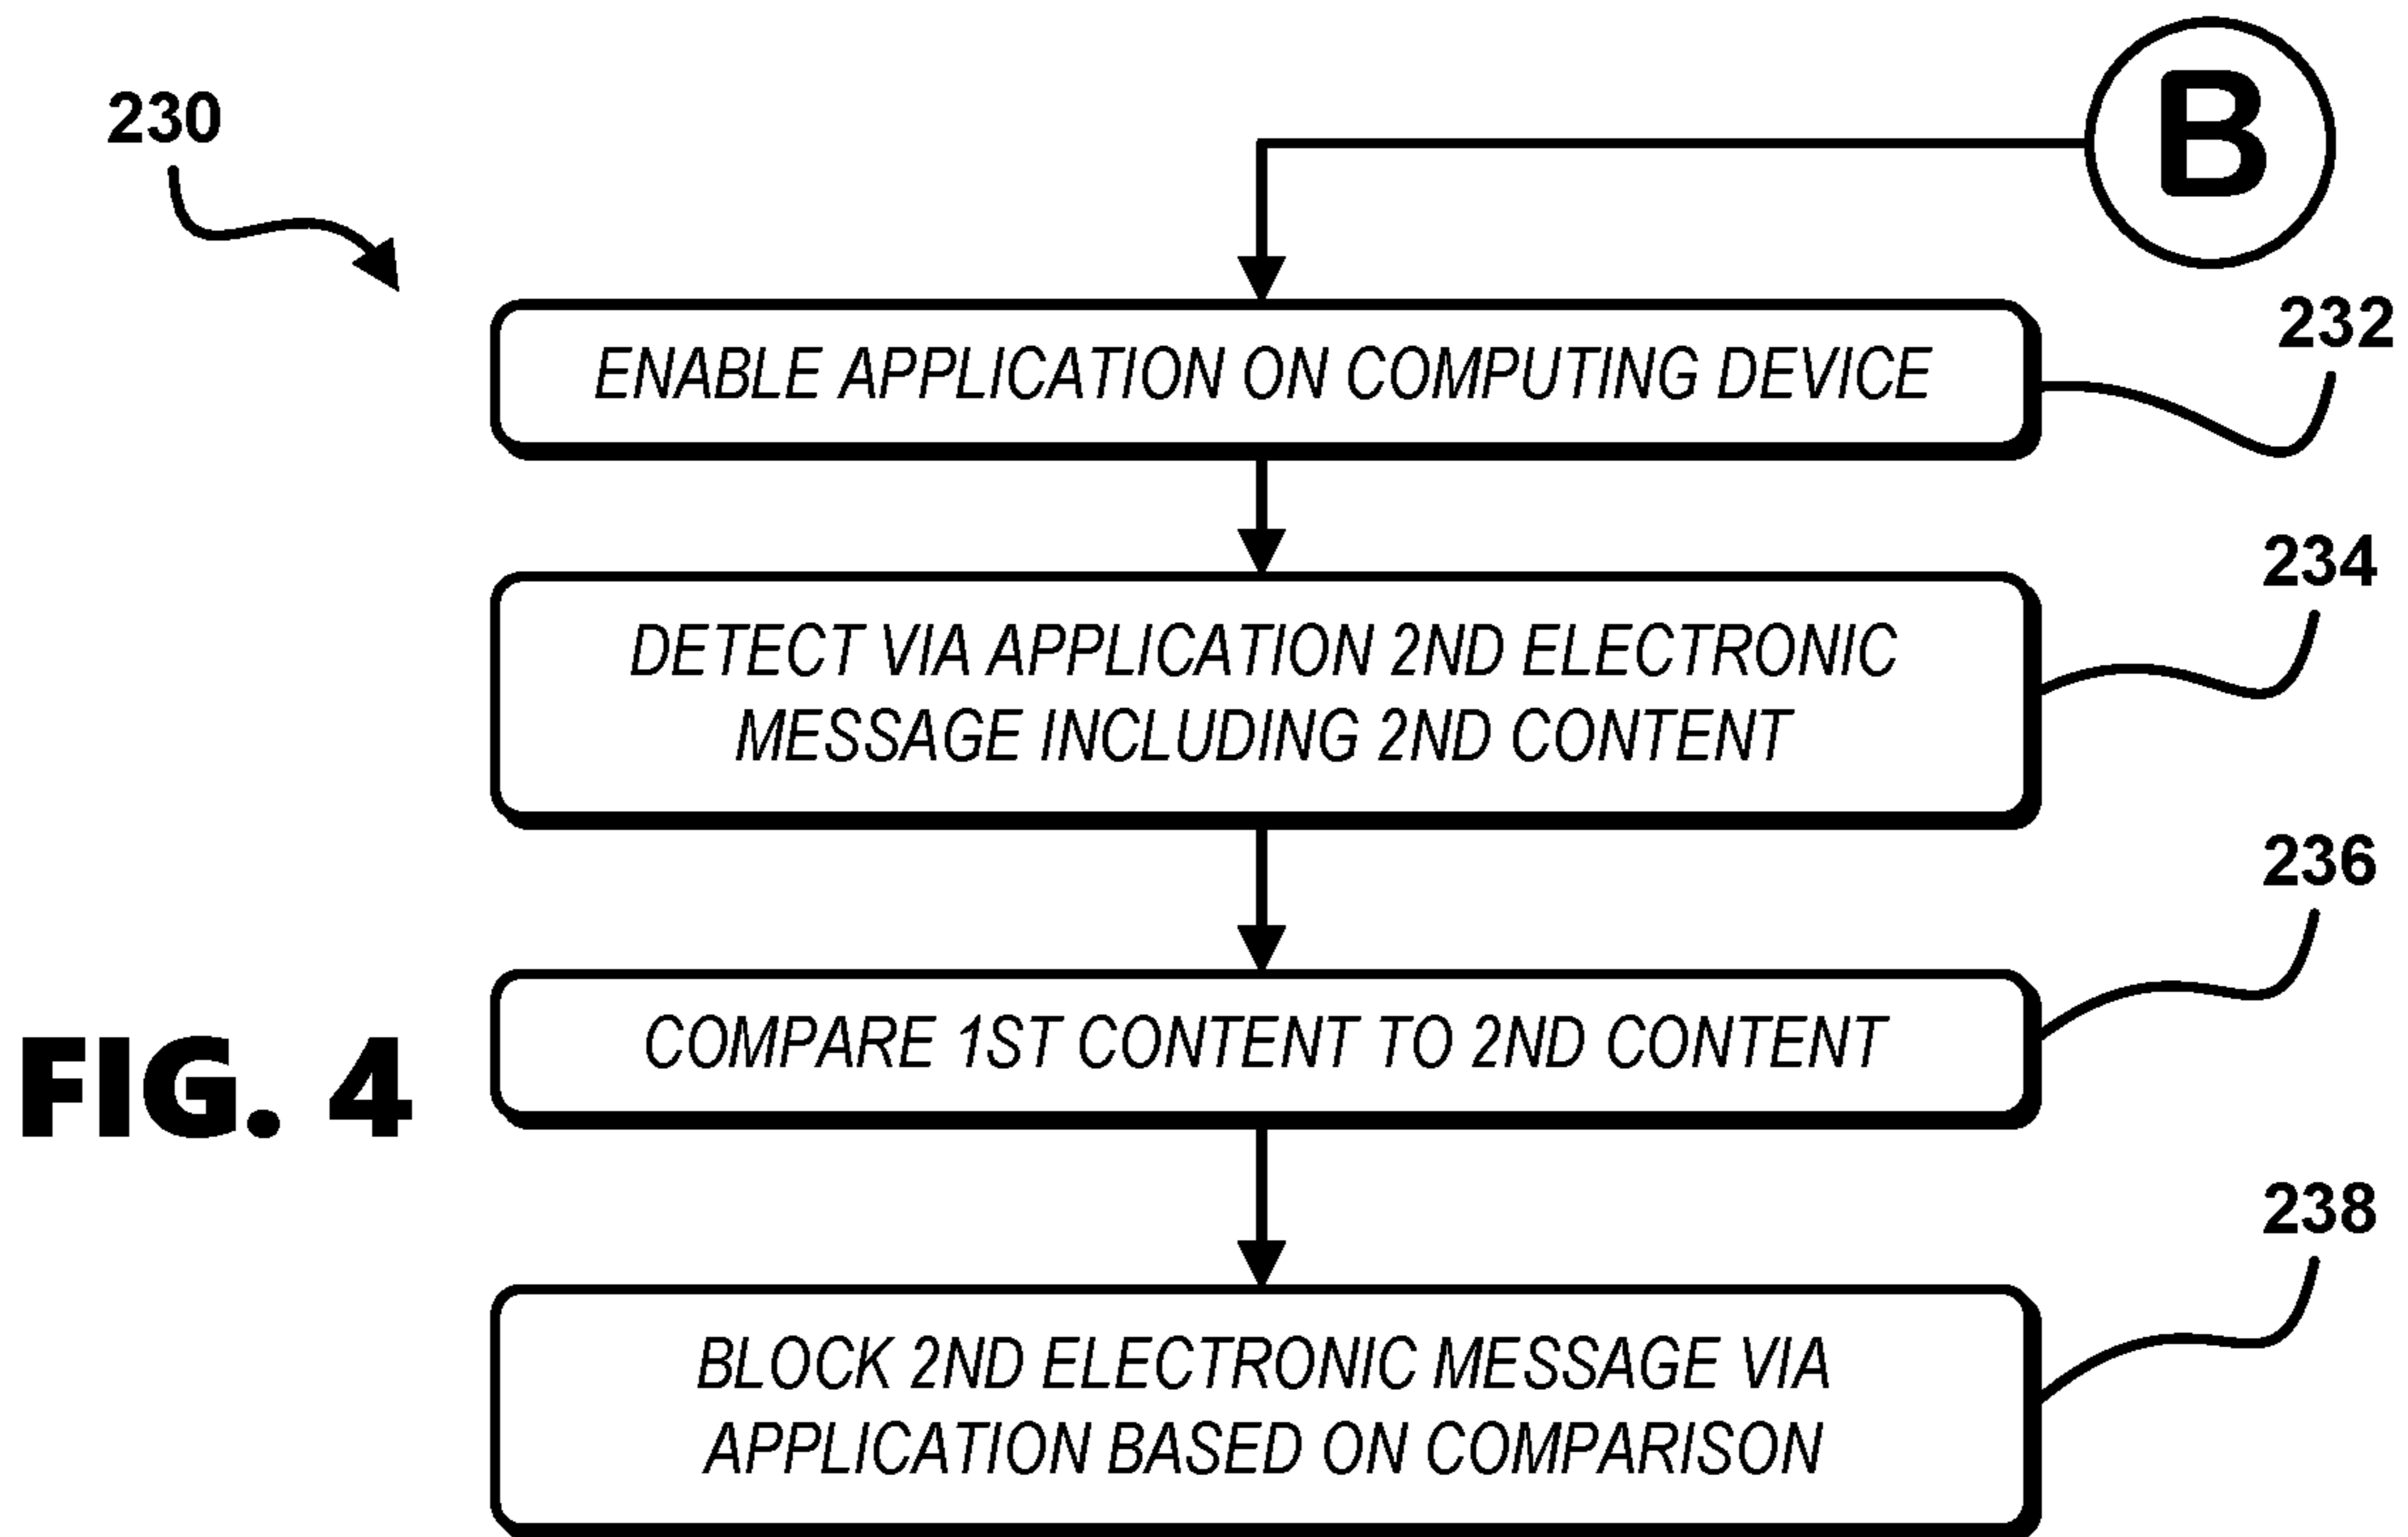 B
230
ENABLE APPLICATION ON COMPUTING DEVICE
232
DETECT VIA APPLICATION 2ND ELECTRONIC
MESSAGE INCLUDING 2ND CONTENT
234
COMPARE 1ST CONTENT TO 2ND CONTENT
236
FIG. 4
BLOCK 2ND ELECTRONIC MESSAGE VIA
APPLICATION BASED ON COMPARISON
238